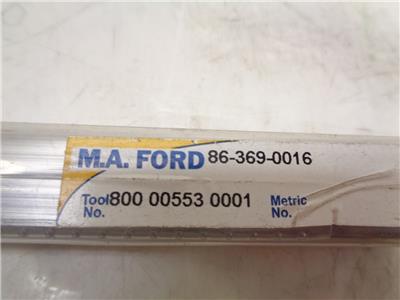 M.A. FORD 86-369-0016
Tool No. 800 00553 0001 Metric No.